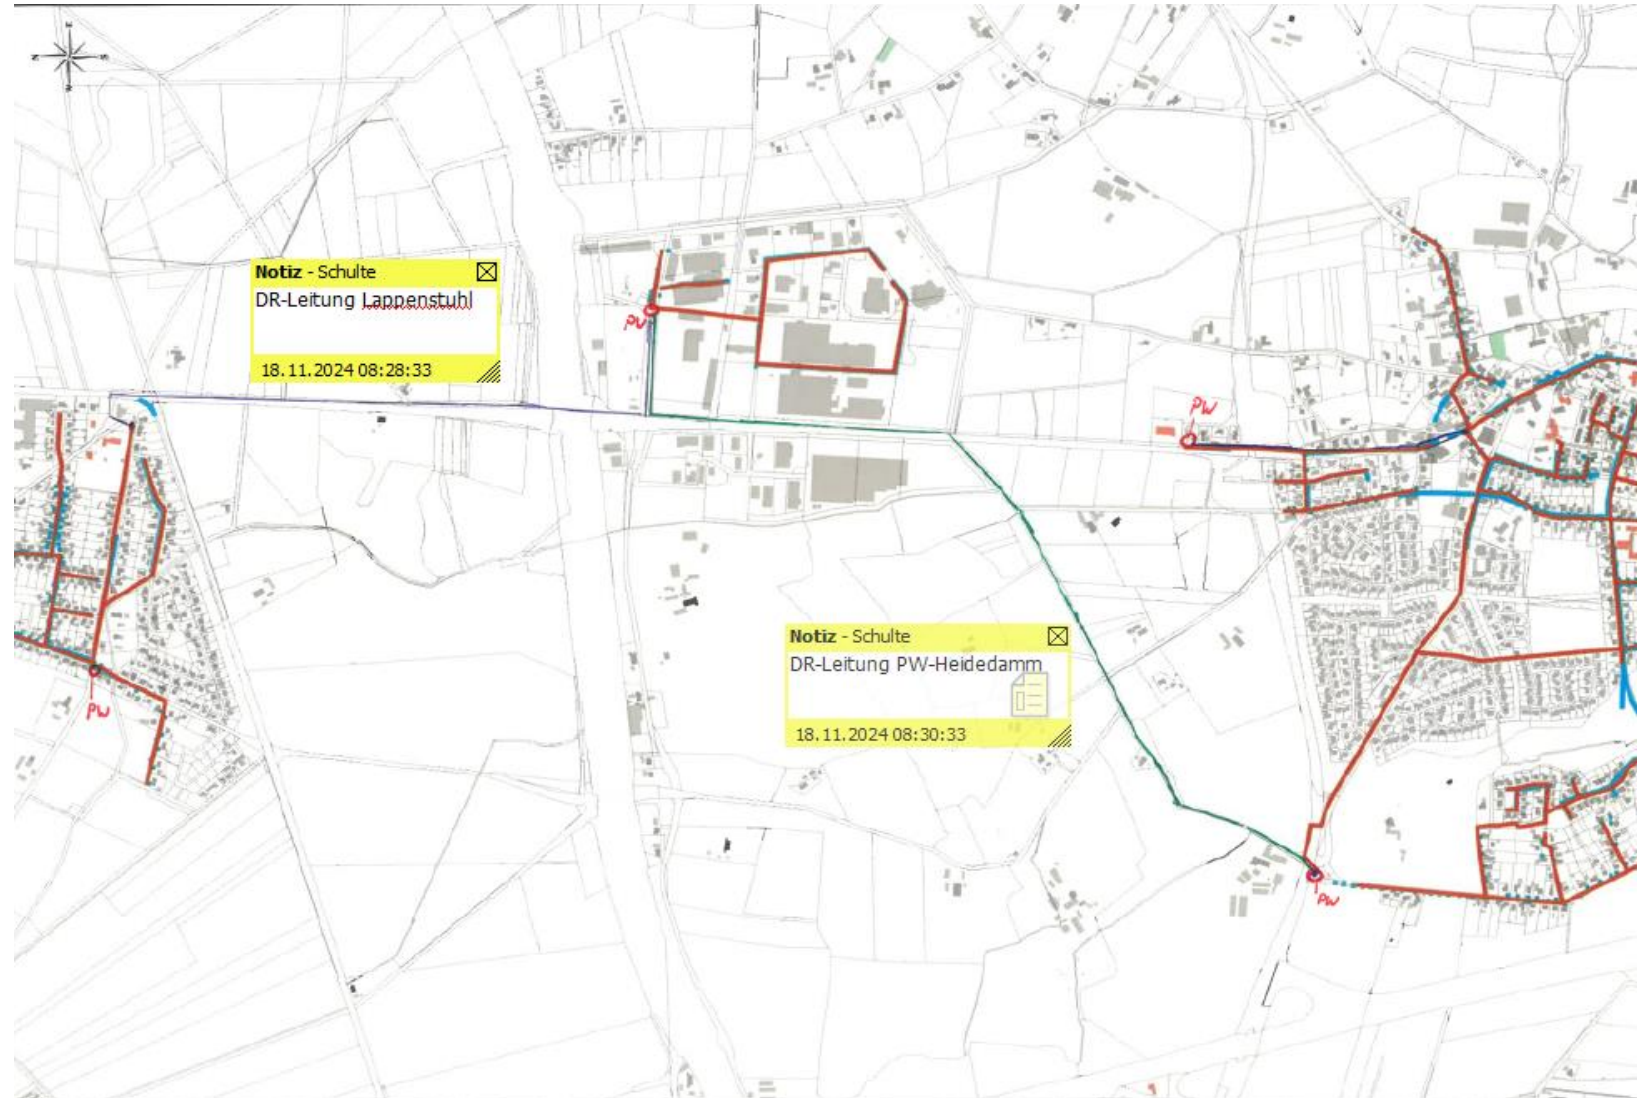 Notiz - Schulte
DR-Leitung Lappenstuhl
18.11.2024 08:28:33
PW
PW
Notiz - Schulte
DR-Leitung PW-Heidedamm
18.11.2024 08:30:33
PW
PW